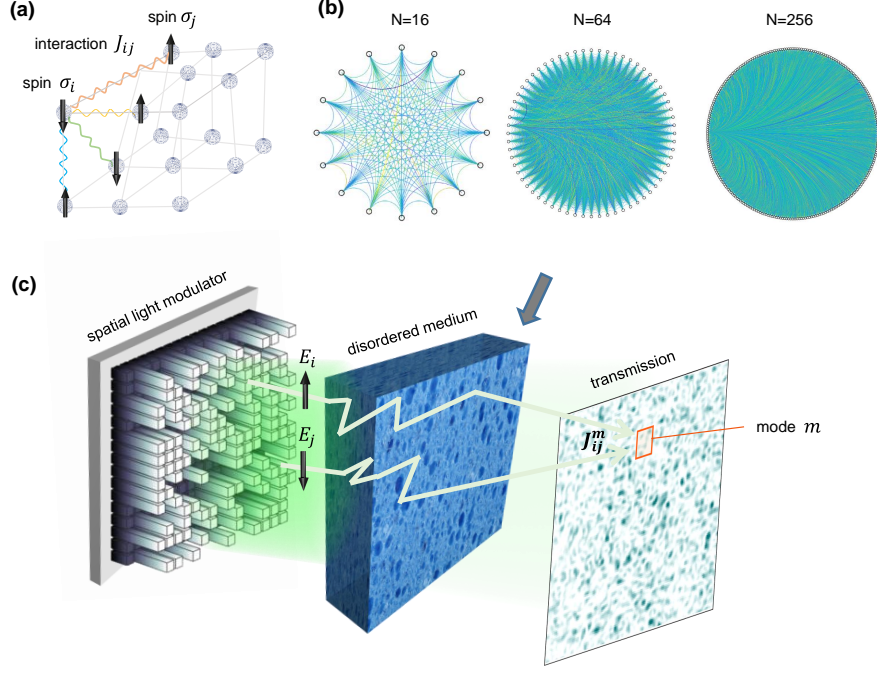 (a)
spin σ_j
interaction J_ij
spin σ_i
(b)
N=16
N=64
N=256
(c)
spatial light modulator
E_i
E_j
disordered medium
transmission
J_ij^m
mode m